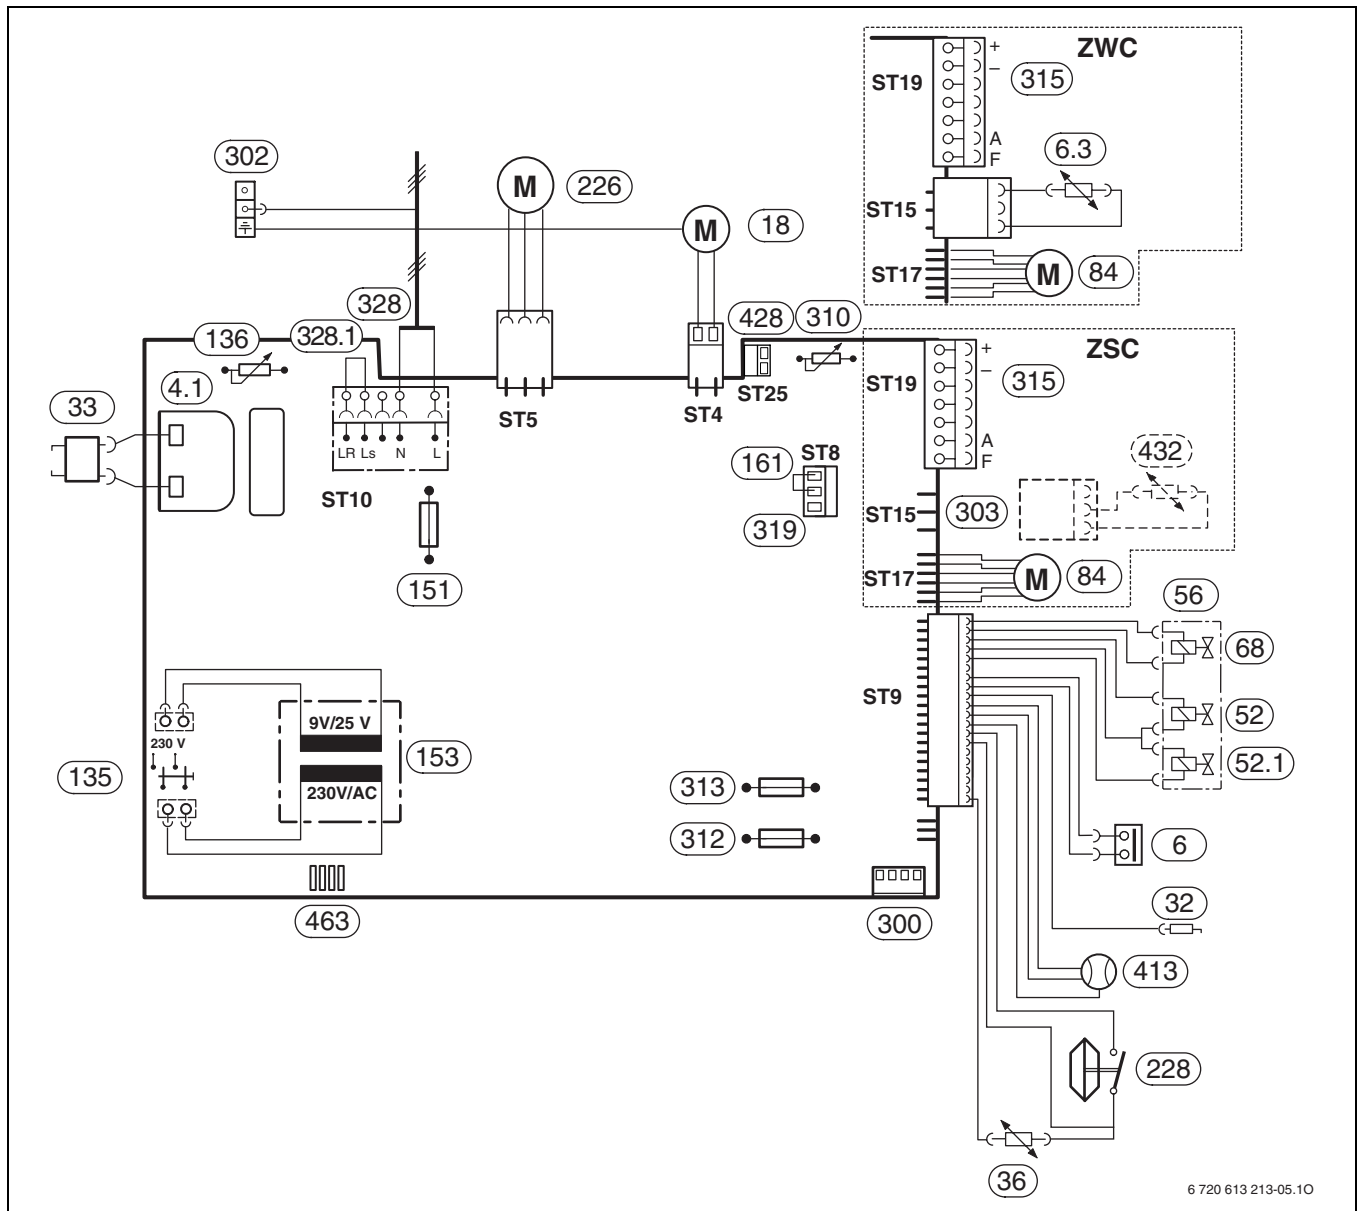 ZWC
+
–
ST19
315
A
F
6.3
ST15
ST17
M
84
302
M
226
M
18
328
136
328.1
428
310
4.1
33
ST5
ST4
ST25
LR Ls N L
ST10
151
161
ST8
319
ZSC
+
–
ST19
315
A
F
432
ST15
303
ST17
M
84
56
68
ST9
52
52.1
9V/25 V
230 V
135
153
230V/AC
313
312
6
463
300
32
413
228
36
6 720 613 213-05.1O